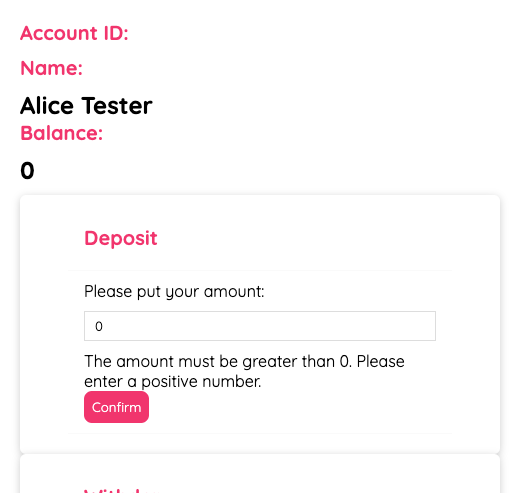 Account ID:
Name:
Alice Tester
Balance:
0
Deposit
Please put your amount:
0
The amount must be greater than 0. Please
enter a positive number.
Confirm